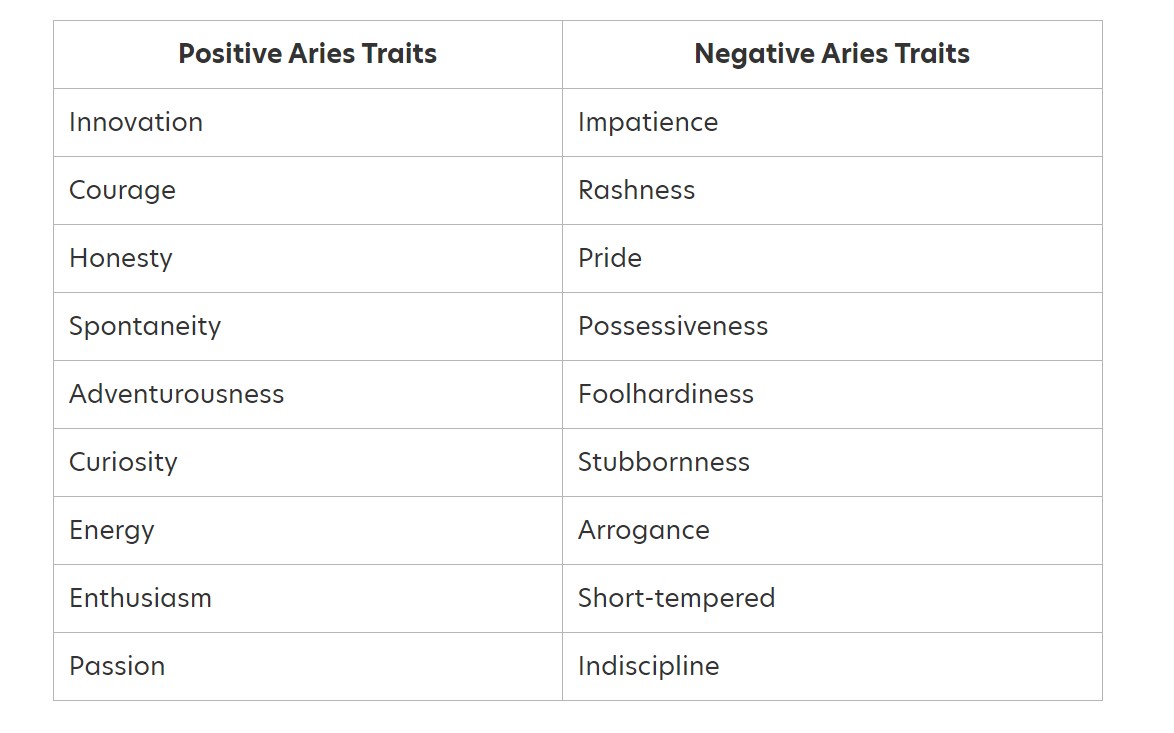 Positive Aries Traits Negative Aries Traits
Innovation Impatience
Courage Rashness
Honesty Pride
Spontaneity Possessiveness
Adventurousness Foolhardiness
Curiosity Stubbornness
Energy Arrogance
Enthusiasm Short-tempered
Passion Indiscipline